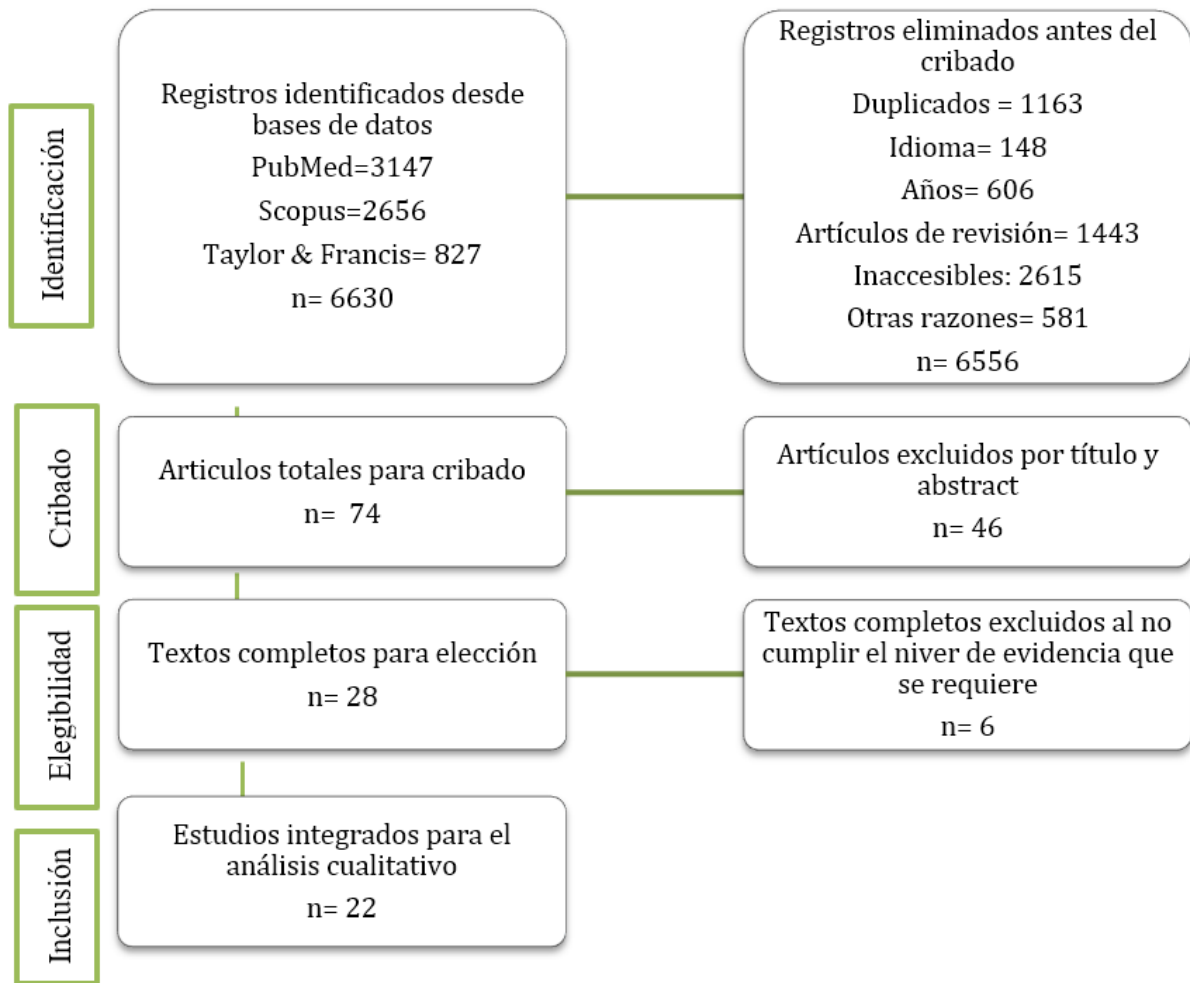 Identificación
Registros identificados desde
bases de datos
PubMed=3147
Scopus=2656
Taylor & Francis= 827
n= 6630
Registros eliminados antes del
cribado
Duplicados = 1163
Idioma= 148
Años= 606
Artículos de revisión= 1443
Inaccesibles: 2615
Otras razones= 581
n= 6556
Cribado
Articulos totales para cribado
n= 74
Artículos excluidos por título y
abstract
n= 46
Elegibilidad
Textos completos para elección
n= 28
Textos completos excluidos al no
cumplir el niver de evidencia que
se requiere
n= 6
Inclusión
Estudios integrados para el
análisis cualitativo
n= 22